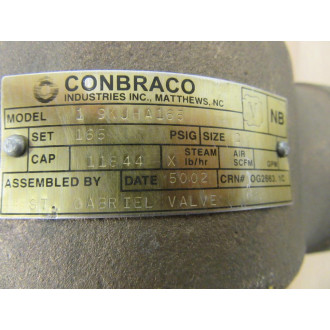 CONBRACO
INDUSTRIES INC., MATTHEWS, NC
NB
MODEL
SET 135 PSIG SIZE
CAP 11644 X STEAM lb/hr AIR SCFM GPM
ASSEMBLED BY DATE 5002 CRN# OG2983.1C
ST. GABRIEL VALVE